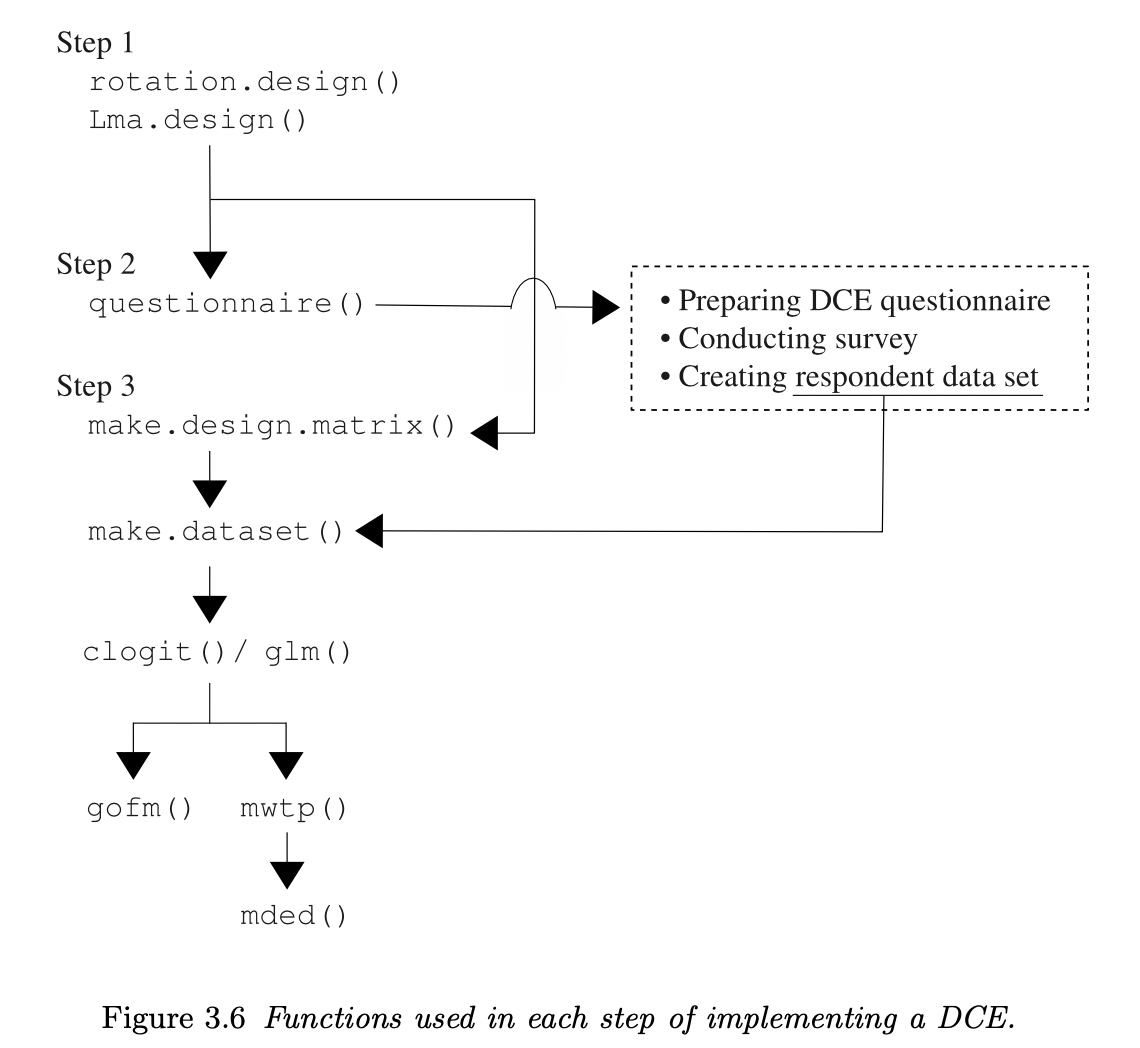 Step 1
rotation.design()
Lma.design()
Step 2
questionnaire()
• Preparing DCE questionnaire
• Conducting survey
• Creating respondent data set
Step 3
make.design.matrix()
make.dataset()
clogit()/ glm()
gofm() mwtp()
mded()
Figure 3.6 Functions used in each step of implementing a DCE.